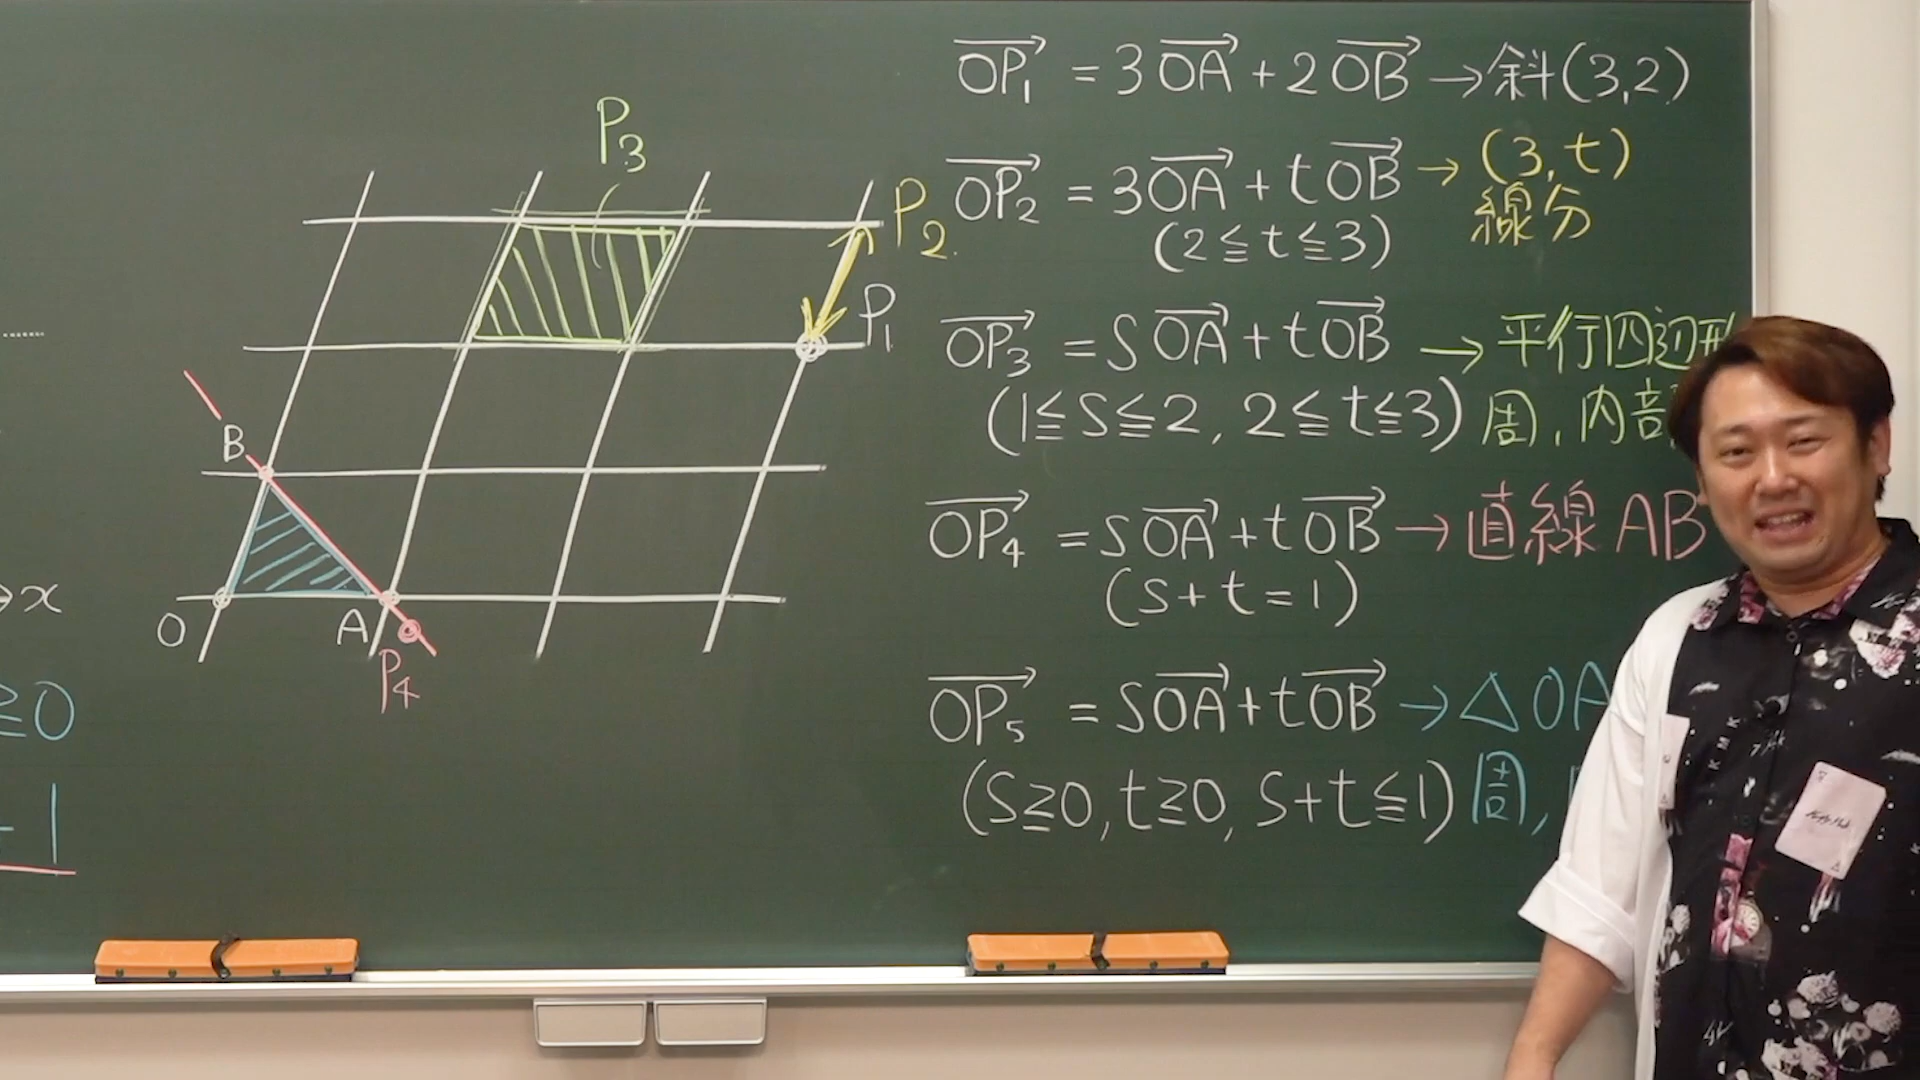 P₃
P₂
P₁
B
O
A
P₄
→x
≧0
1
OP₁ = 3OA + 2OB → 斜(3,2)
OP₂ = 3OA + tOB → (3,t)
(2≦t≦3) 線分
OP₃ = sOA + tOB → 平行四辺形
(1≦s≦2, 2≦t≦3) 周,内部
OP₄ = sOA + tOB → 直線AB
(s+t=1)
OP₅ = sOA + tOB → △OA
(s≧0, t≧0, s+t≦1) 周,